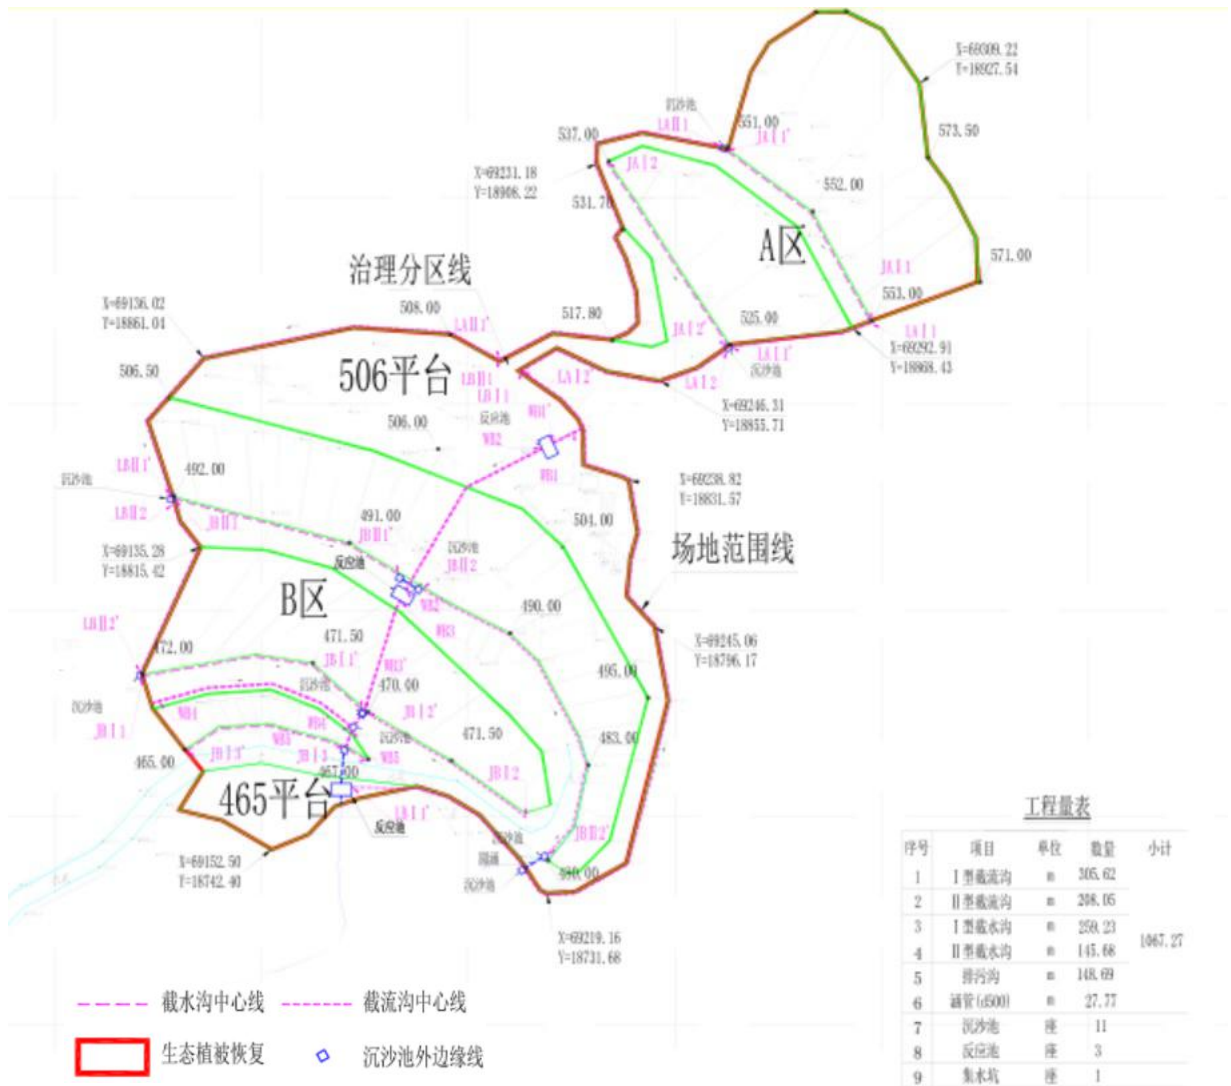 X=69309.22
Y=18927.54
沉沙池
LAⅡ1
551.00
JAⅠ1'
537.00
573.50
JAⅠ2
X=69231.18
Y=18908.22
552.00
531.70
A区
571.00
治理分区线
JAⅠ1
553.00
X=69136.02
Y=18861.04
508.00
LAⅡ1'
517.80
JAⅠ2'
525.00
LAⅠ1
LAⅠ1'
沉沙池
X=69292.91
Y=18868.43
506平台
506.50
LBⅡ1
LBⅠ1
LAⅠ2'
LAⅠ2
X=69246.31
Y=18855.71
WB1'
反应池
506.00
WB2
WB1
LBⅡ1'
492.00
沉沙池
X=69238.82
Y=18831.57
LBⅡ2
JBⅡ1
491.00
504.00
JBⅡ1'
场地范围线
X=69135.28
Y=18815.42
反应池
沉沙池
JBⅡ2
B区
WB2'
490.00
LBⅡ2'
WB3
X=69245.06
Y=18796.17
472.00
471.50
JBⅠ1'
WB3'
495.00
沉沙池
470.00
沉沙池
WB4
WB4'
JBⅠ2'
JBⅠ1
471.50
483.00
沉沙池
465.00
JBⅠ3'
WB5'
JBⅠ3
WB5
JBⅠ2
467.00
465平台
LBⅠ1'
反应池
JBⅡ2'
沉沙池
圆涵
480.00
沉沙池
X=69152.50
Y=18742.40
X=69219.16
Y=18731.68
工程量表
序号 项目 单位 数量 小计
1 Ⅰ型截流沟 m 305.62
2 Ⅱ型截流沟 m 208.05
3 Ⅰ型截水沟 m 259.23
4 Ⅱ型截水沟 m 145.68
1067.27
5 排污沟 m 148.69
6 涵管(d500) m 27.77
7 沉沙池 座 11
8 反应池 座 3
9 集水坑 座 1
截水沟中心线 截流沟中心线
生态植被恢复 沉沙池外边缘线